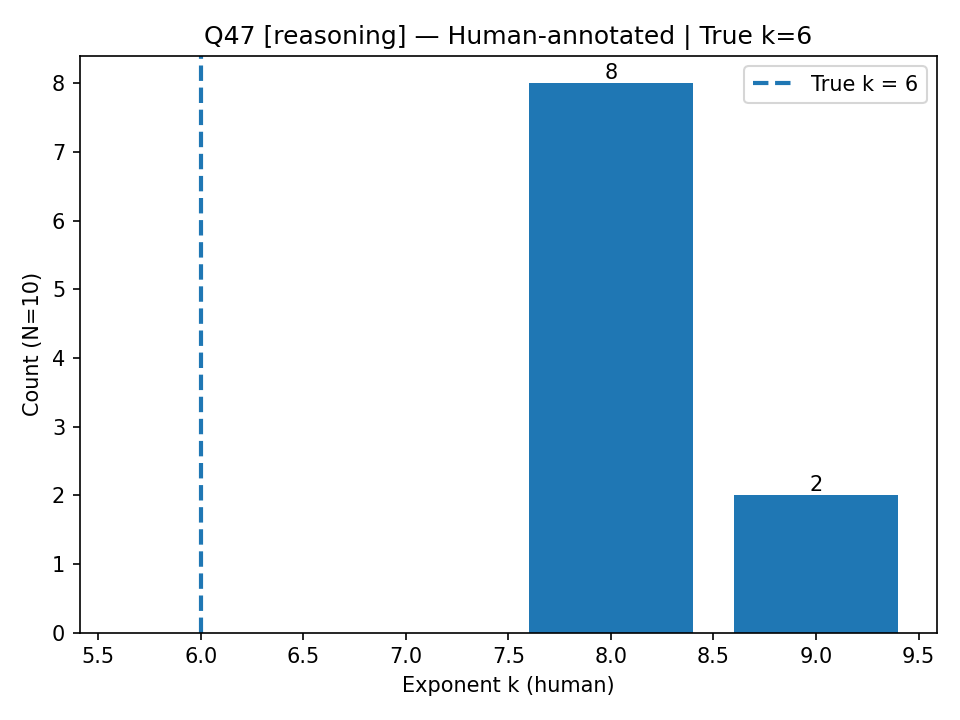 Q47 [reasoning] — Human-annotated | True k=6
True k = 6
8
2
Count (N=10)
8
7
6
5
4
3
2
1
0
5.5 6.0 6.5 7.0 7.5 8.0 8.5 9.0 9.5
Exponent k (human)